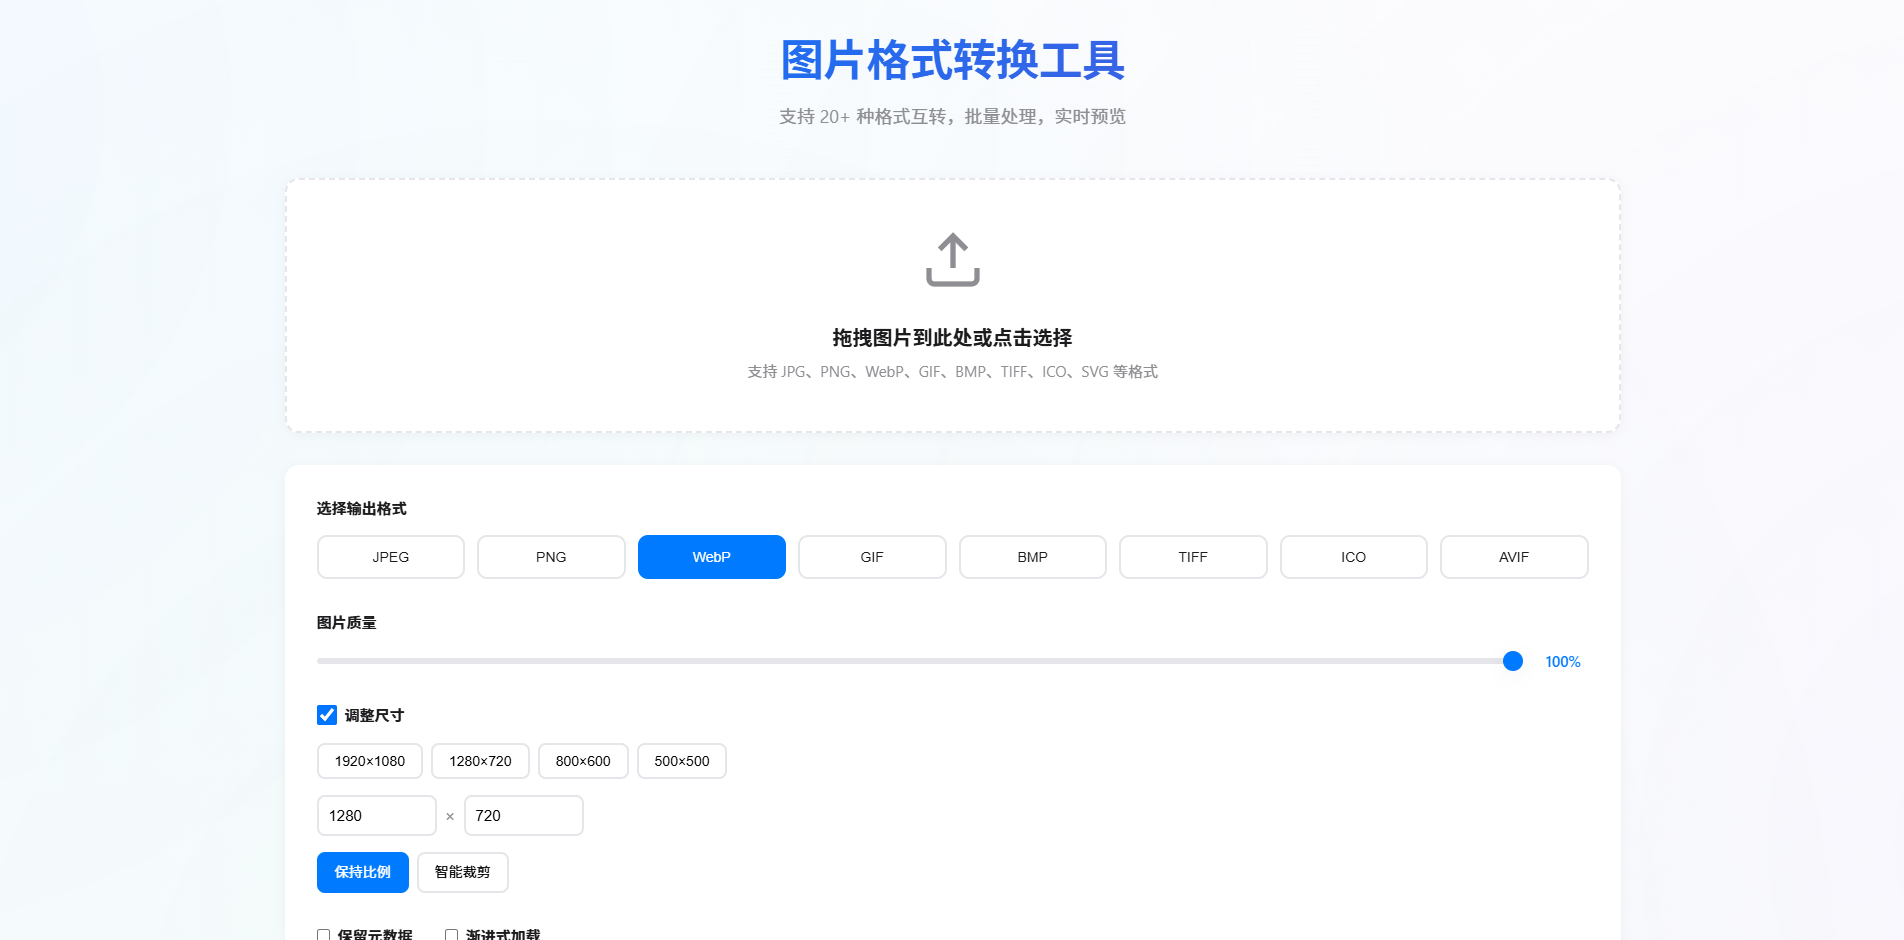 图片格式转换工具
支持 20+ 种格式互转，批量处理，实时预览
拖拽图片到此处或点击选择
支持 JPG、PNG、WebP、GIF、BMP、TIFF、ICO、SVG 等格式
选择输出格式
JPEG PNG WebP GIF BMP TIFF ICO AVIF
图片质量
100%
调整尺寸
1920×1080 1280×720 800×600 500×500
1280 × 720
保持比例 智能裁剪
保留元数据 渐进式加载